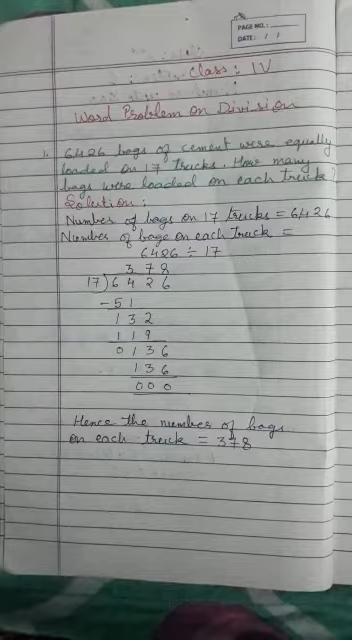 PAGE NO.:
DATE: / /
Class: IV
Word Problem on Division
1. 6426 bags of cement were equally
loaded on 17 trucks. How many
bags were loaded on each truck?
Solution:
Number of bags on 17 trucks = 6426
Number of bags on each truck =
6426 ÷ 17
3 7 8
17)6 4 2 6
-5 1
1 3 2
1 1 9
0 1 3 6
1 3 6
0 0 0
Hence the number of bags
on each truck = 378